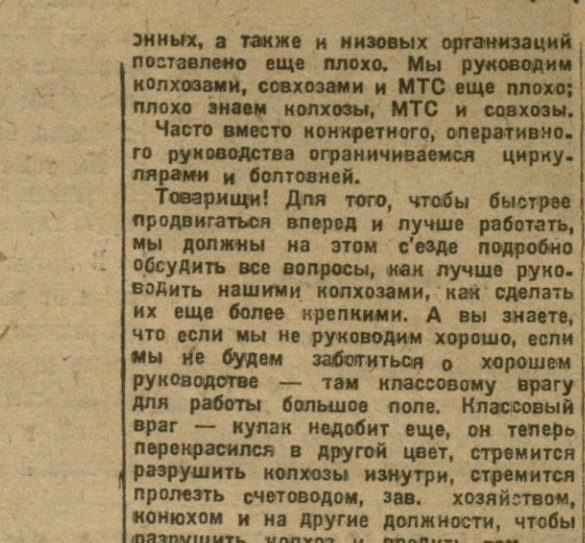 онных, а также и низовых организаций
поставлено еще плохо. Мы руководим
колхозами, совхозами и МТС еще плохо;
плохо знаем колхозы, МТС и совхозы.
Часто вместо конкретного, оперативно-
го руководства ограничиваемся цирку-
лярами и болтовней.
Товарищи! Для того, чтобы быстрее
продвигаться вперед и лучше работать,
мы должны на этом с'езде подробно
обсудить все вопросы, как лучше руко-
водить нашими колхозами, как сделать
их еще более крепкими. А вы знаете,
что если мы не руководим хорошо, если
мы не будем заботиться о хорошем
руководстве — там классовому врагу
для работы большое поле. Классовый
враг — кулак недобит еще, он теперь
перекрасился в другой цвет, стремится
разрушить колхозы изнутри, стремится
пролезть счетоводом, зав. хозяйством,
конюхом и на другие должности, чтобы
разрушить колхоз и вредить там